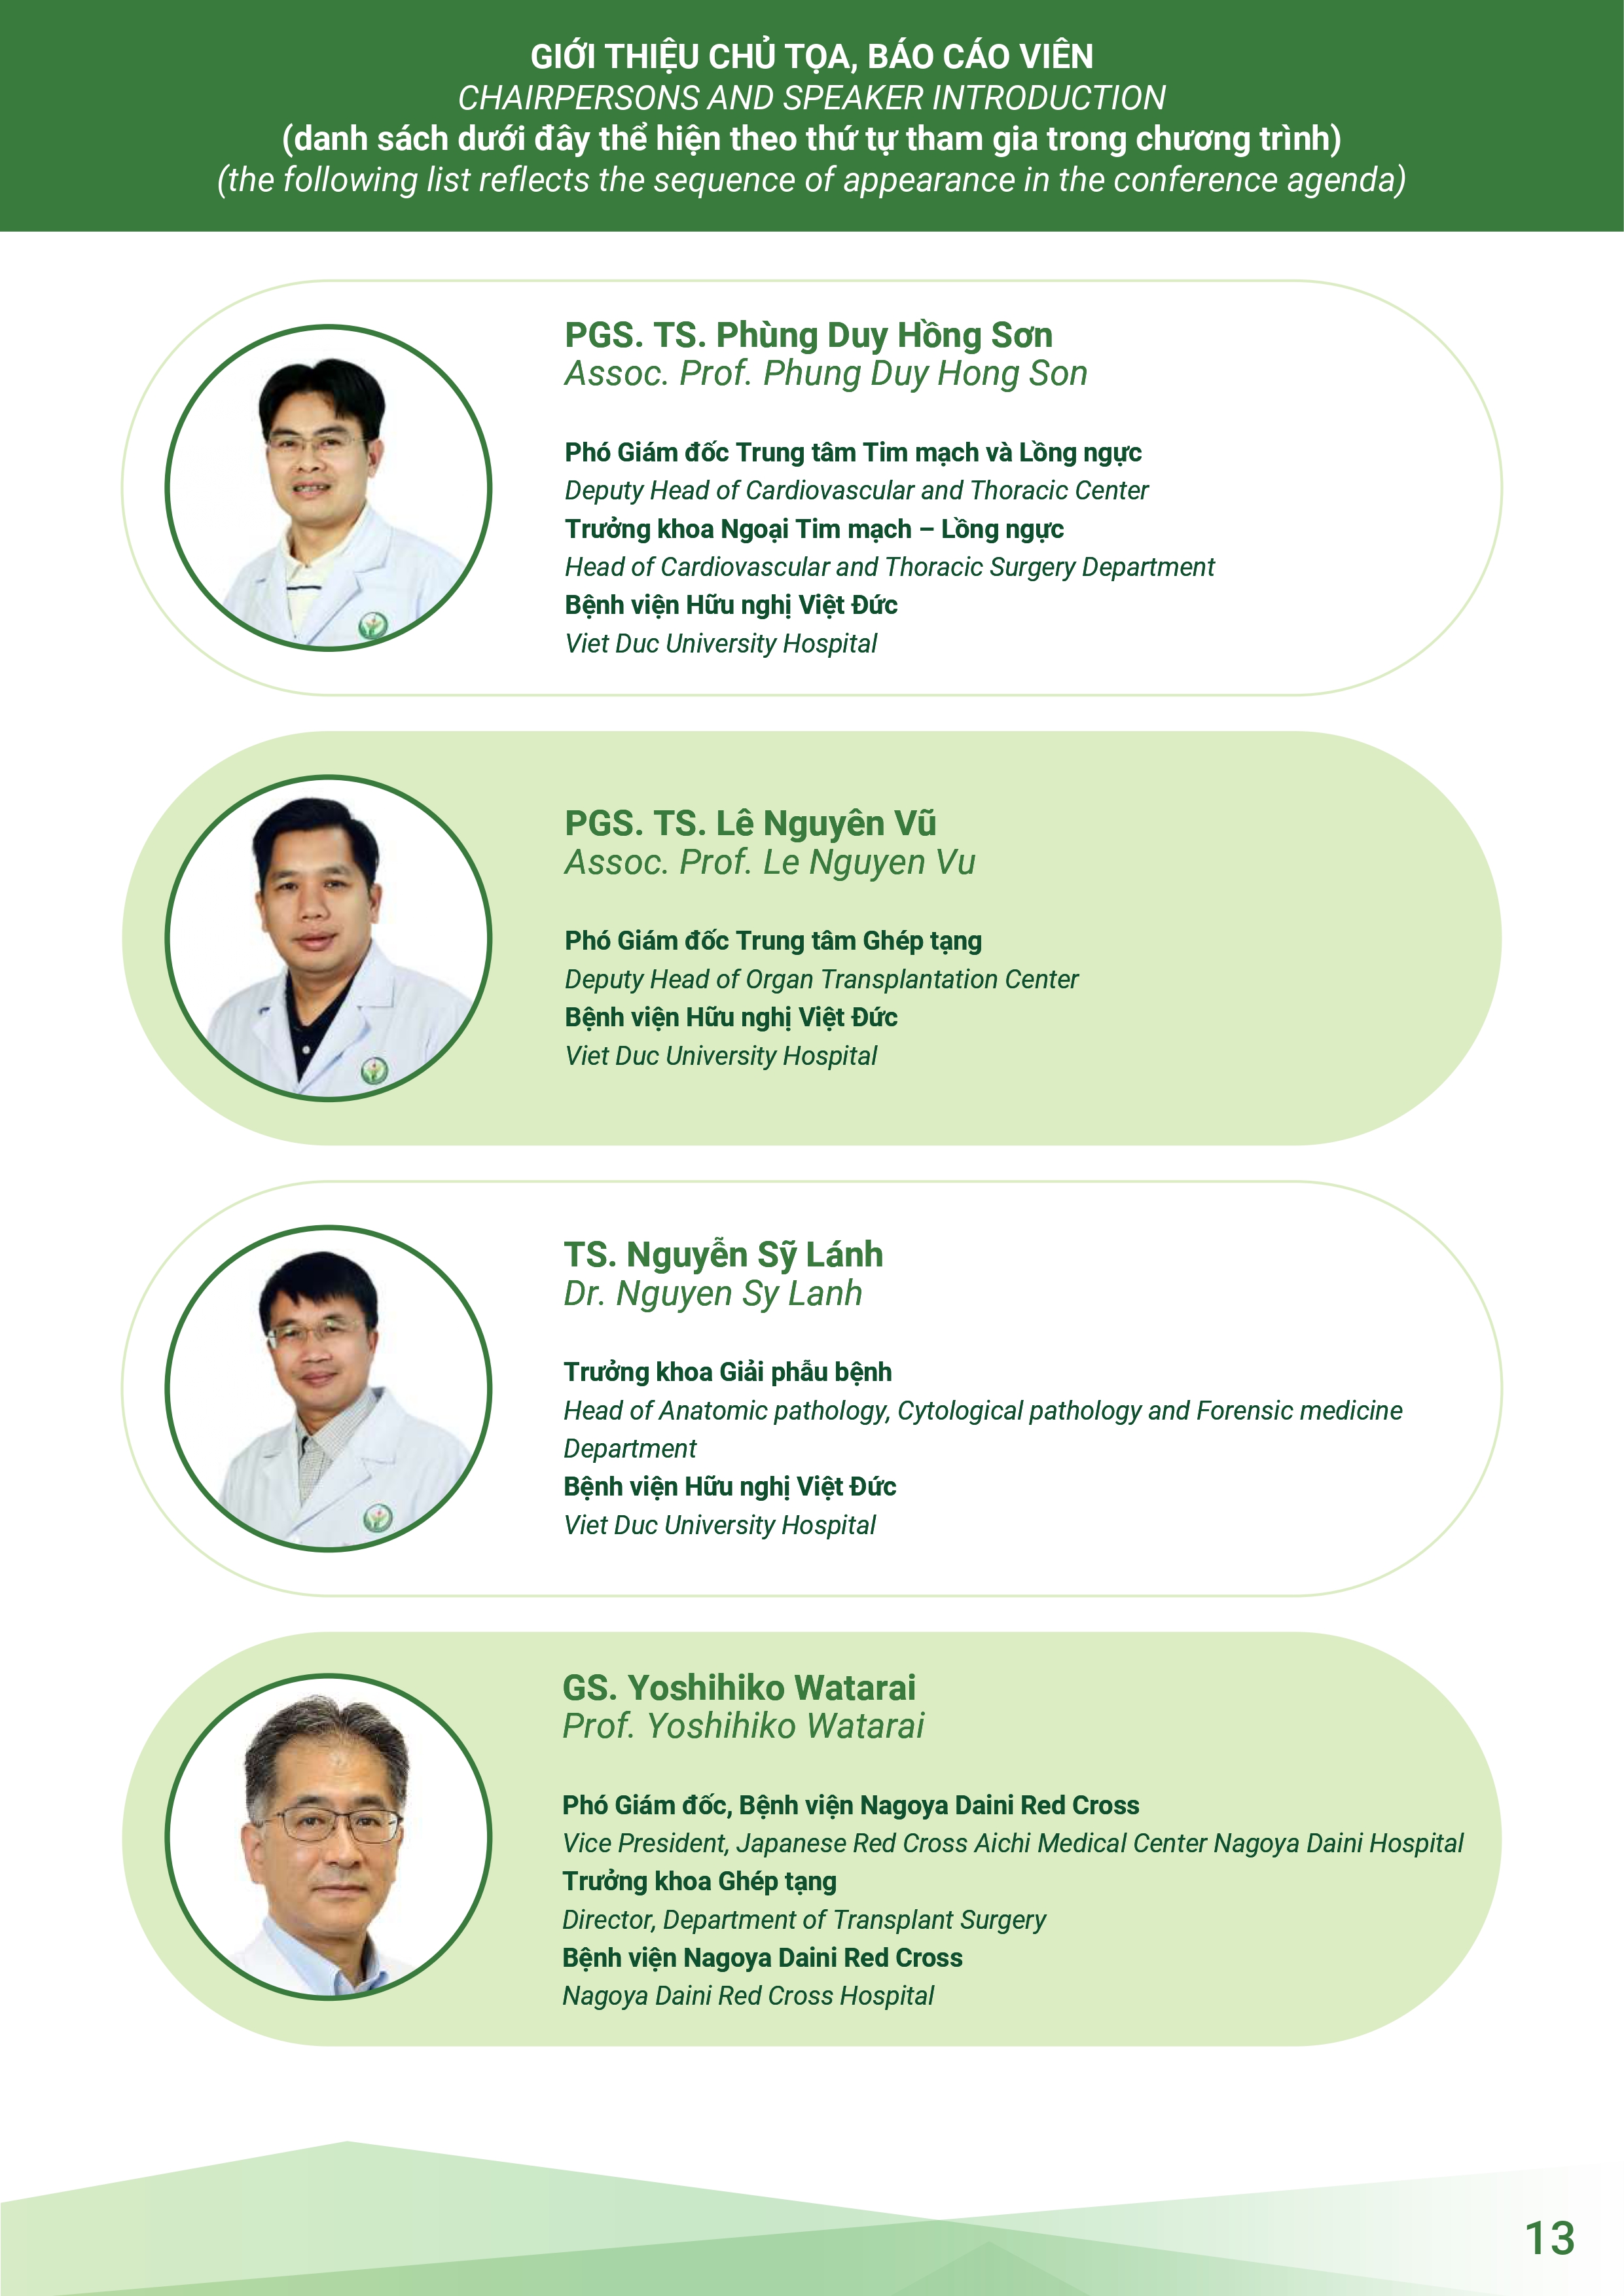 GIỚI THIỆU CHỦ TỌA, BÁO CÁO VIÊN
CHAIRPERSONS AND SPEAKER INTRODUCTION
(danh sách dưới đây thể hiện theo thứ tự tham gia trong chương trình)
(the following list reflects the sequence of appearance in the conference agenda)
PGS. TS. Phùng Duy Hồng Sơn
Assoc. Prof. Phung Duy Hong Son
Phó Giám đốc Trung tâm Tim mạch và Lồng ngực
Deputy Head of Cardiovascular and Thoracic Center
Trưởng khoa Ngoại Tim mạch – Lồng ngực
Head of Cardiovascular and Thoracic Surgery Department
Bệnh viện Hữu nghị Việt Đức
Viet Duc University Hospital
PGS. TS. Lê Nguyên Vũ
Assoc. Prof. Le Nguyen Vu
Phó Giám đốc Trung tâm Ghép tạng
Deputy Head of Organ Transplantation Center
Bệnh viện Hữu nghị Việt Đức
Viet Duc University Hospital
TS. Nguyễn Sỹ Lánh
Dr. Nguyen Sy Lanh
Trưởng khoa Giải phẫu bệnh
Head of Anatomic pathology, Cytological pathology and Forensic medicine
Department
Bệnh viện Hữu nghị Việt Đức
Viet Duc University Hospital
GS. Yoshihiko Watarai
Prof. Yoshihiko Watarai
Phó Giám đốc, Bệnh viện Nagoya Daini Red Cross
Vice President, Japanese Red Cross Aichi Medical Center Nagoya Daini Hospital
Trưởng khoa Ghép tạng
Director, Department of Transplant Surgery
Bệnh viện Nagoya Daini Red Cross
Nagoya Daini Red Cross Hospital
13